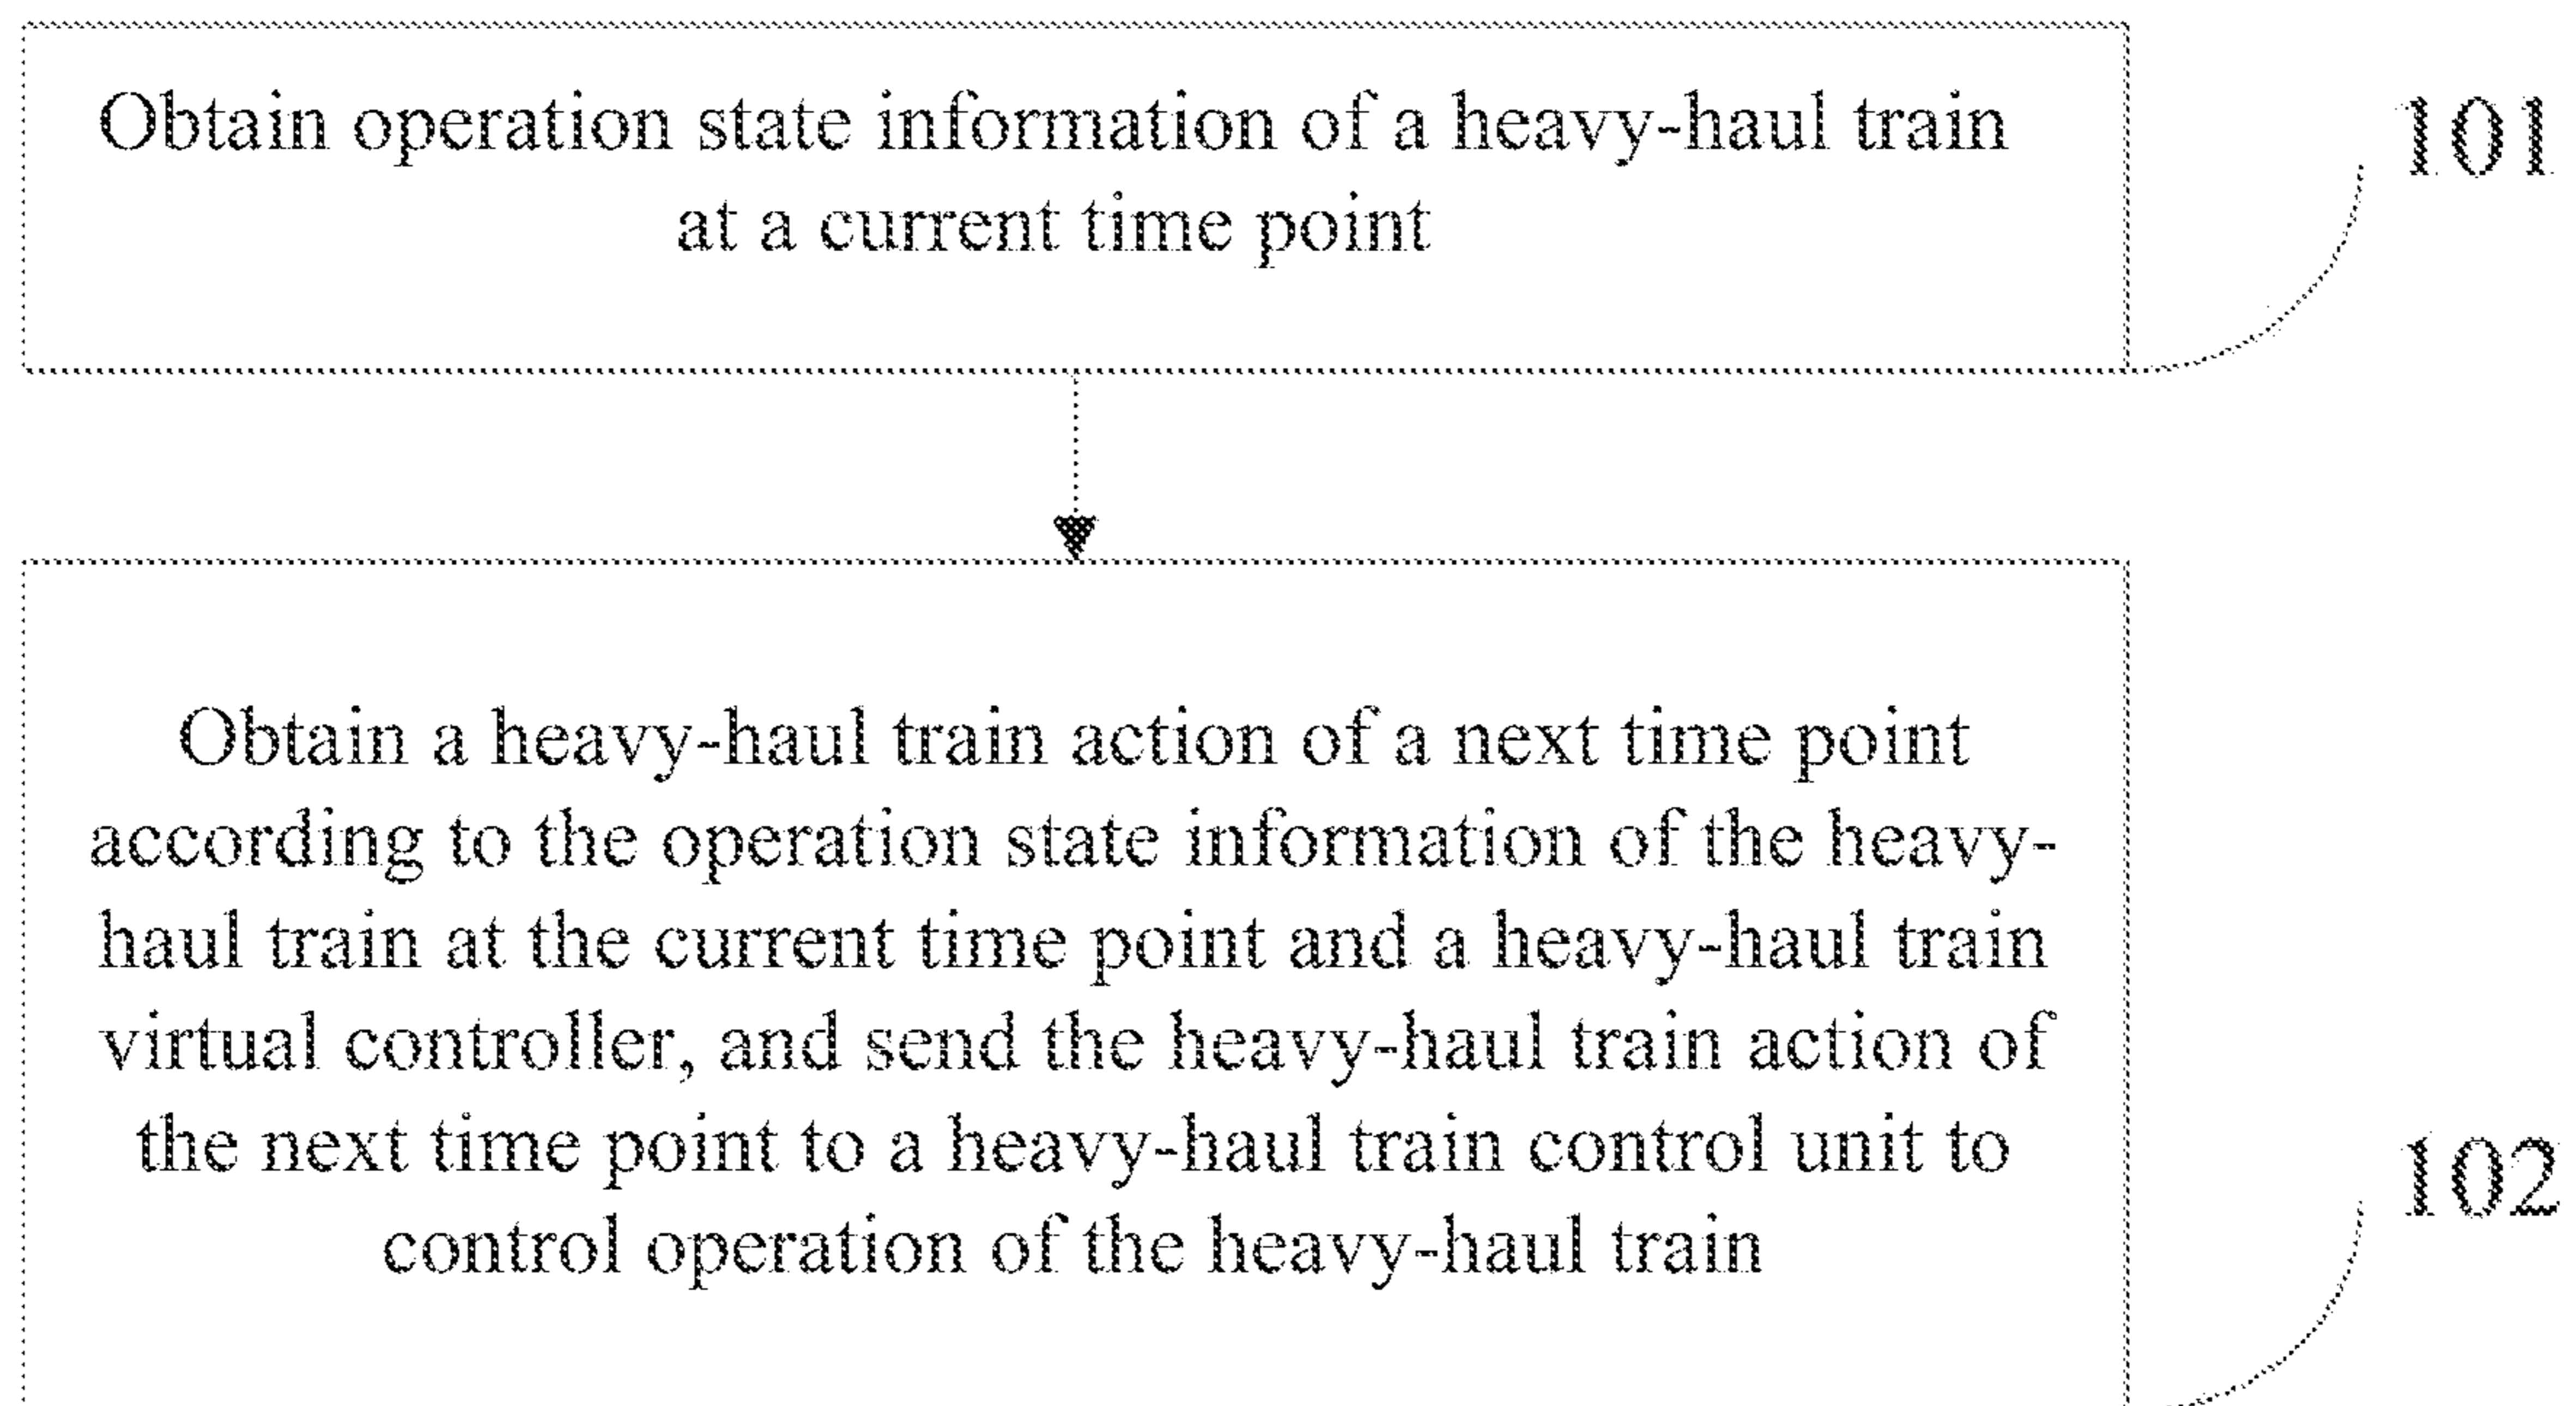 Obtain operation state information of a heavy-haul train
at a current time point
101
Obtain a heavy-haul train action of a next time point
according to the operation state information of the heavy-
haul train at the current time point and a heavy-haul train
virtual controller, and send the heavy-haul train action of
the next time point to a heavy-haul train control unit to
control operation of the heavy-haul train
102